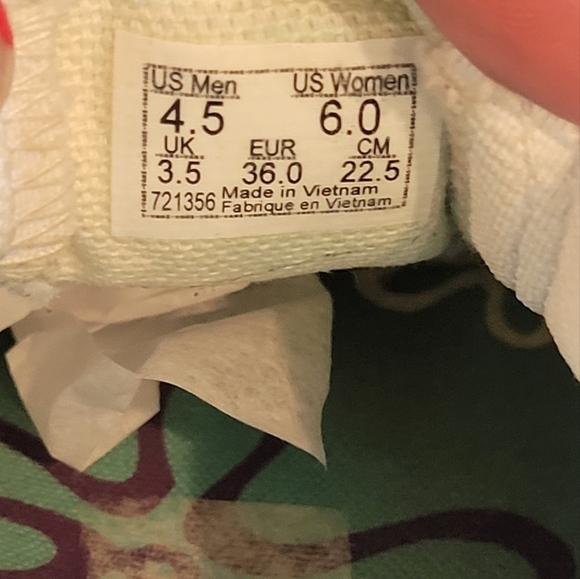 US Men US Women
4.5 6.0
UK EUR CM
3.5 36.0 22.5
721356 Made in Vietnam
Fabrique en Vietnam